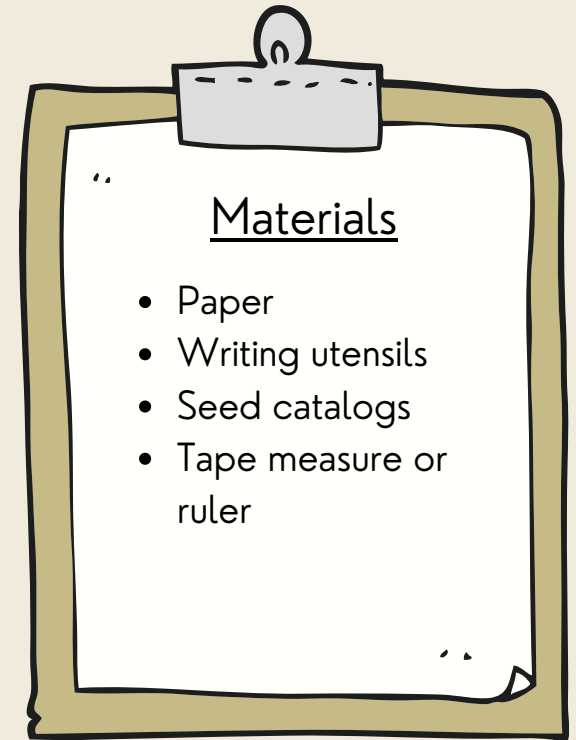 Materials
• Paper
• Writing utensils
• Seed catalogs
• Tape measure or
ruler